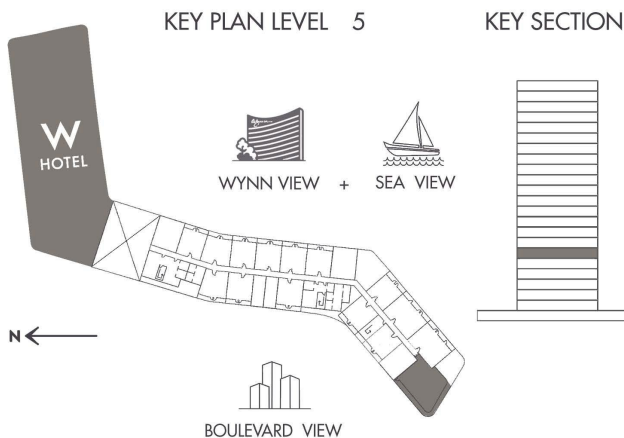 KEY PLAN LEVEL 5
KEY SECTION
W
HOTEL
WYNN VIEW + SEA VIEW
N
BOULEVARD VIEW